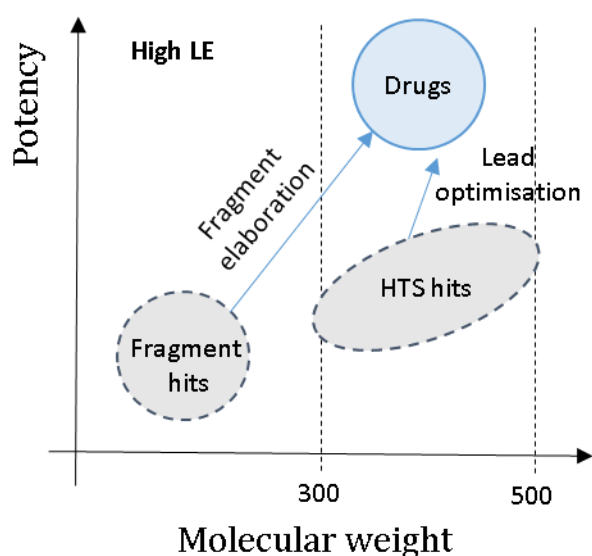 High LE
Drugs
Potency
Fragment
elaboration
Lead
optimisation
HTS hits
Fragment
hits
300
500
Molecular weight